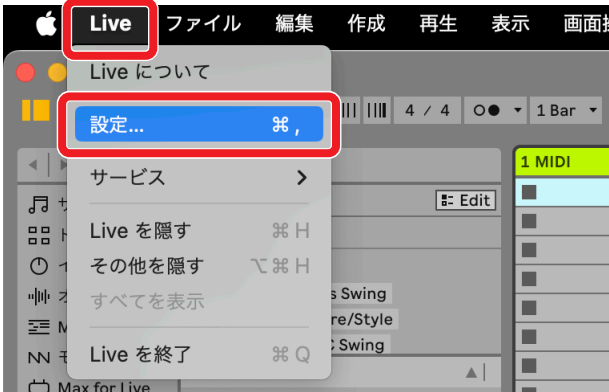 Live ファイル 編集 作成 再生 表示
Live について
設定... ⌘ ,
4 / 4 1 Bar
サービス
1 MIDI
Edit
Live を隠す ⌘ H
その他を隠す ⌥ ⌘ H
すべてを表示
Swing
re/Style
Swing
Live を終了 ⌘ Q
Max for Live